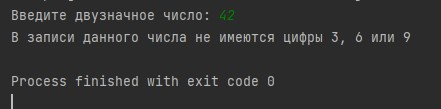 Введите двузначное число: 42
В записи данного числа не имеются цифры 3, 6 или 9
Process finished with exit code 0